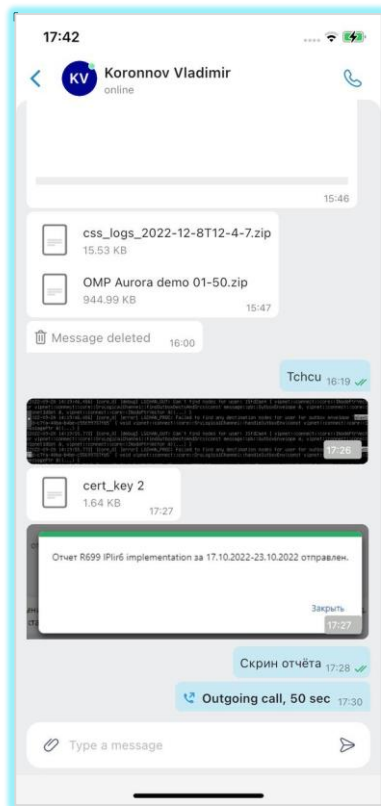 17:42
KV
Koronnov Vladimir
online
15:46
css_logs_2022-12-8T12-4-7.zip
15.53 KB
OMP Aurora demo 01-50.zip
944.99 KB
15:47
Message deleted 16:00
Tchcu 16:19
17:26
cert_key 2
1.64 KB
17:27
Отчет R699 IPlir6 implementation за 17.10.2022-23.10.2022 отправлен.
Закрыть
17:27
Скрин отчёта 17:28
Outgoing call, 50 sec 17:30
Type a message